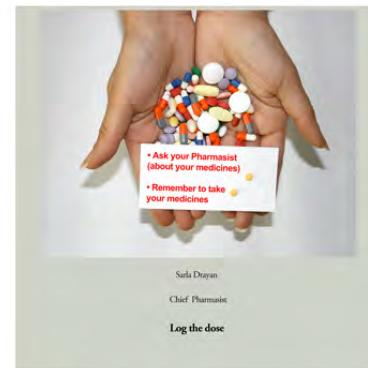 • Ask your Pharmasist
(about your medicines)
• Remember to take
your medicines
Sarla Drayan
Chief Pharmasist
Log the dose